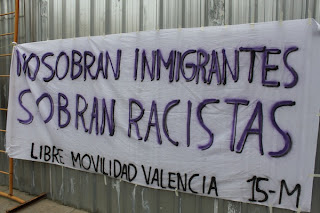 NO SOBRAN INMIGRANTES
SOBRAN RACISTAS
LIBRE MOVILIDAD VALENCIA 15-M